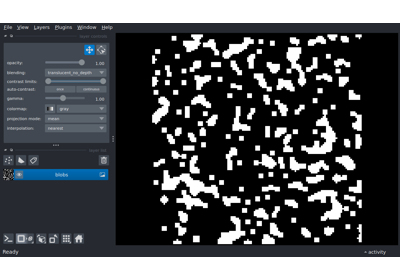 File View Layers Plugins Window Help
opacity: 1.00
blending: translucent_no_depth
contrast limits:
auto-contrast: once continuous
gamma: 1.00
colormap: gray
projection mode: none
interpolation: nearest
blobs
Ready
activity